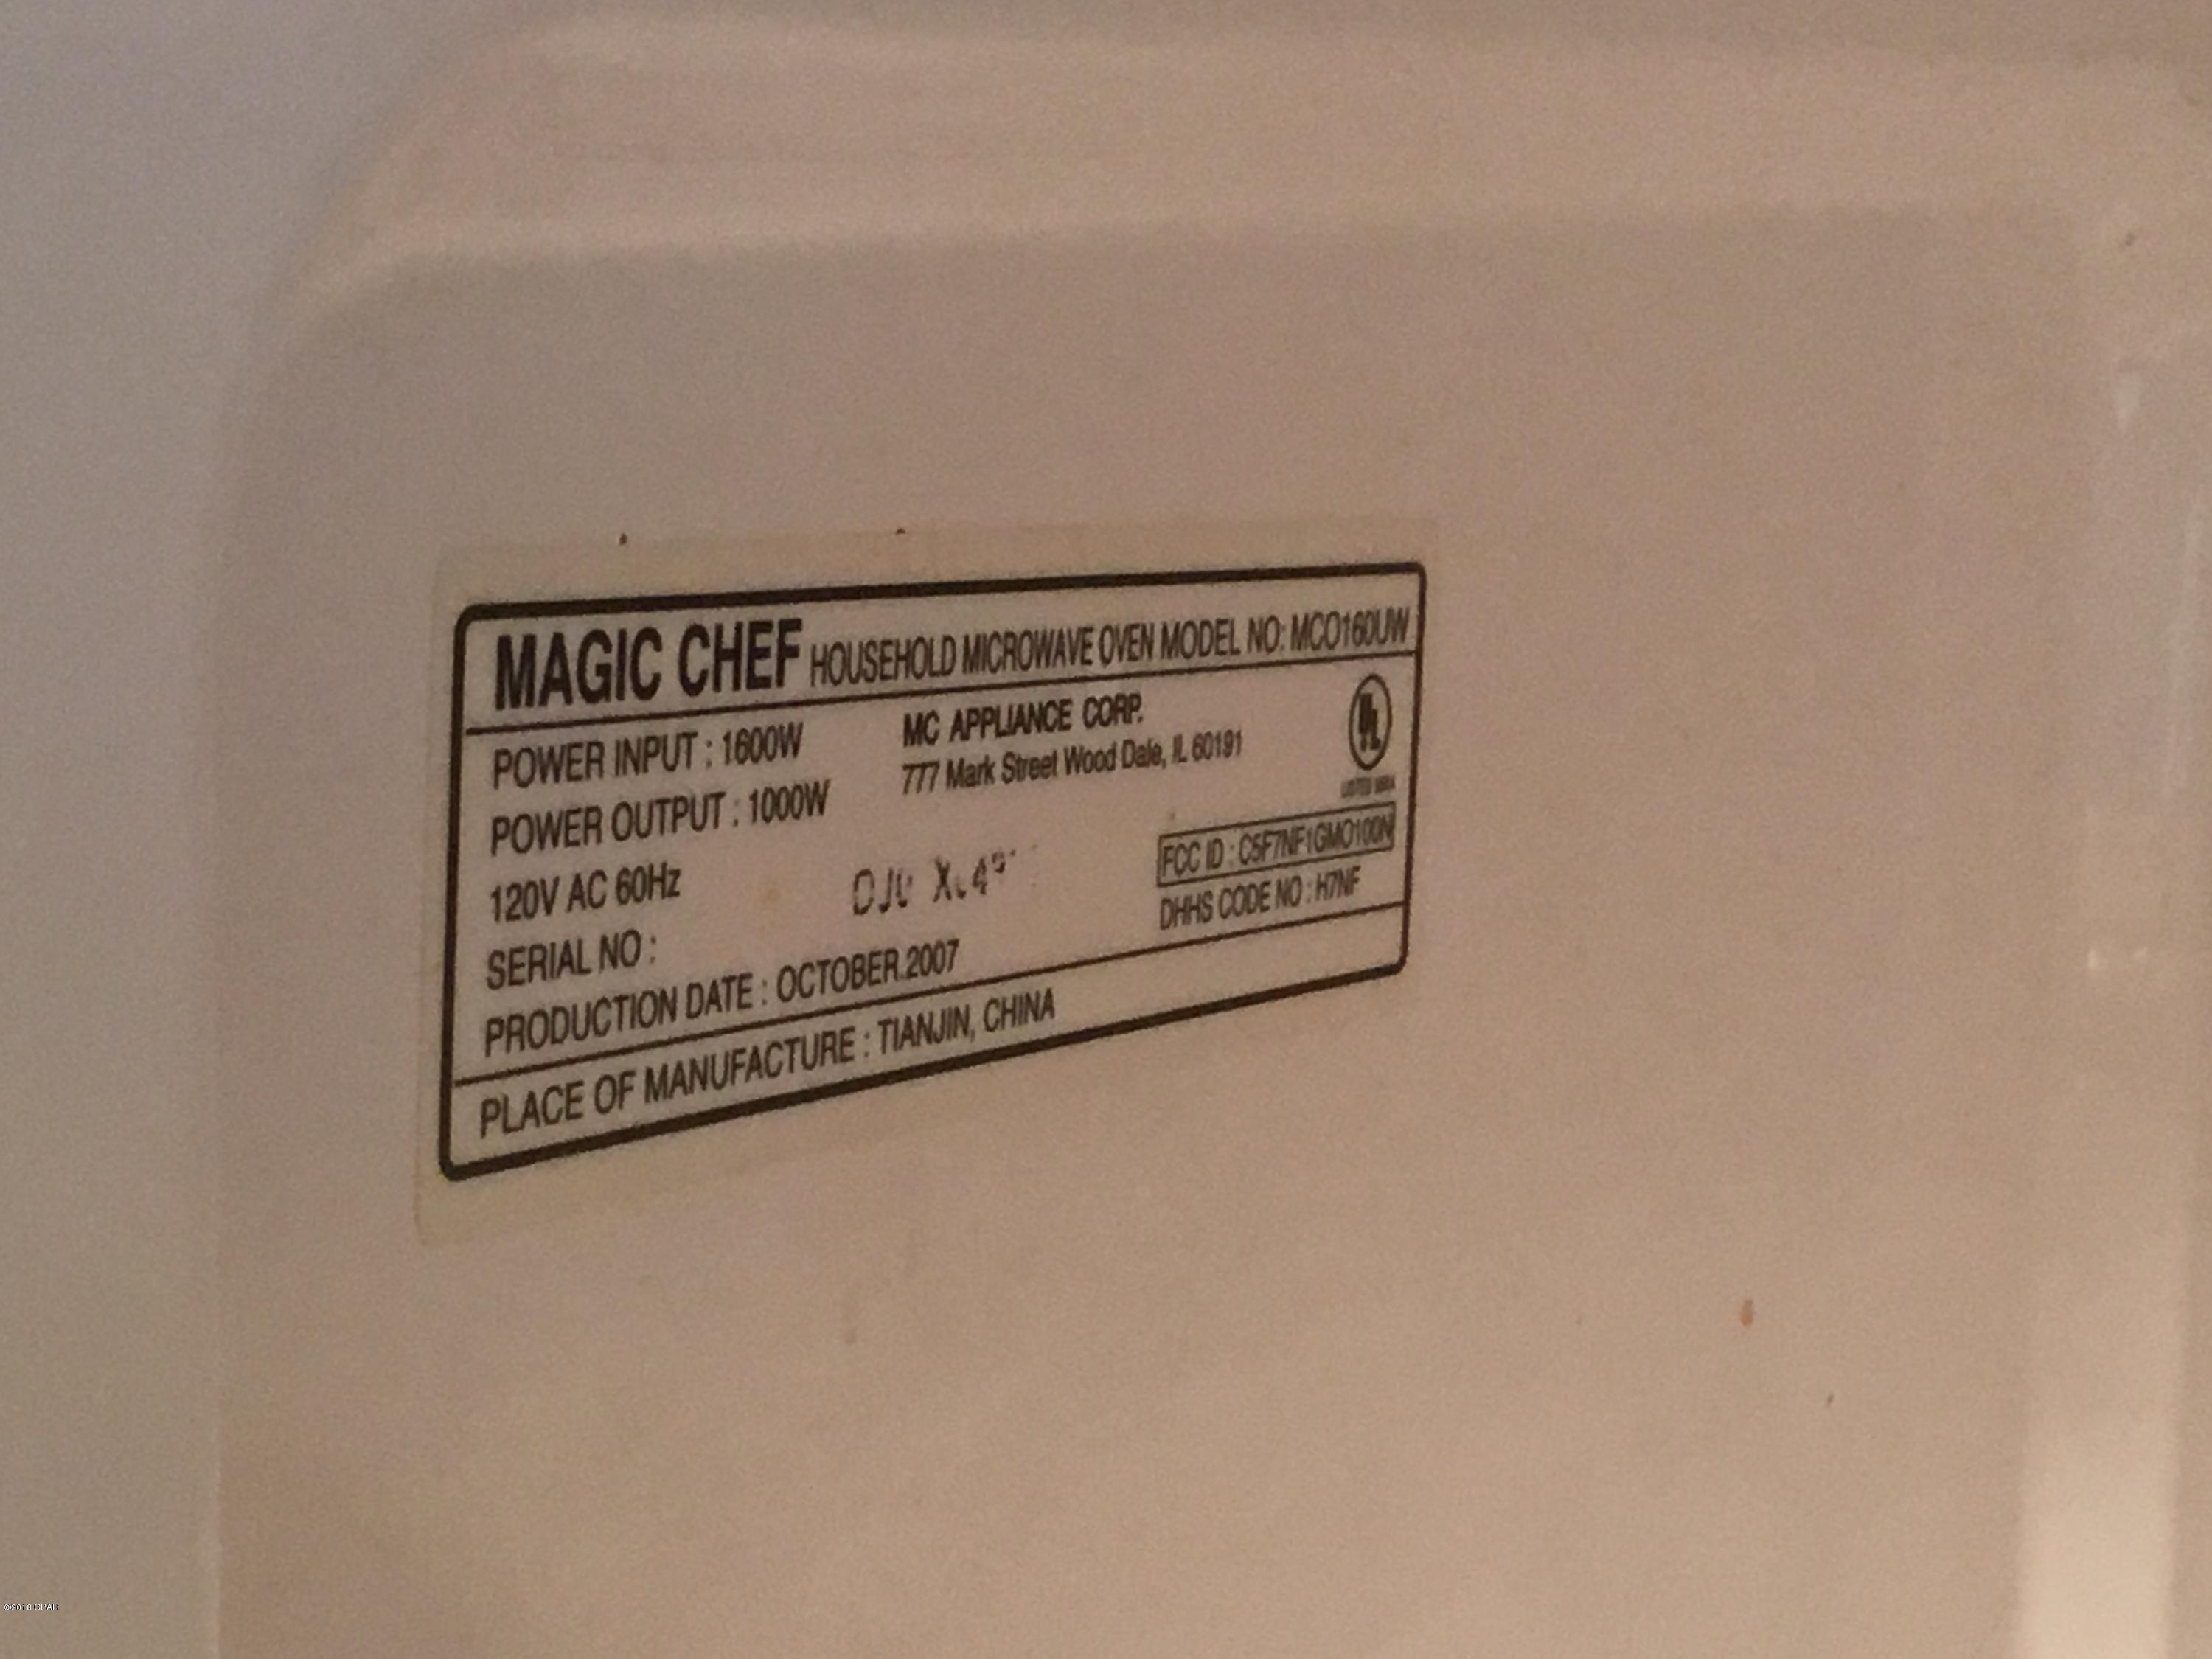 MAGIC CHEF HOUSEHOLD MICROWAVE OVEN MODEL NO: MCO160UW
POWER INPUT : 1600W
POWER OUTPUT : 1000W
120V AC 60Hz
SERIAL NO :
PRODUCTION DATE : OCTOBER.2007
MC APPLIANCE CORP.
777 Mark Street Wood Dale, IL 60191
UL
LISTED
FCC ID : C5F7NF1GMO100N
DHHS CODE NO : H7NF
PLACE OF MANUFACTURE : TIANJIN, CHINA
©2018 CPAR